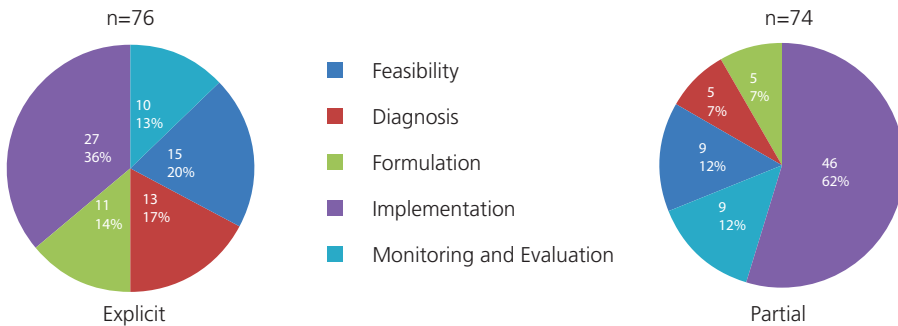 n=76
10
13%
15
20%
13
17%
11
14%
27
36%
Explicit
Feasibility
Diagnosis
Formulation
Implementation
Monitoring and Evaluation
n=74
5
7%
5
7%
9
12%
9
12%
46
62%
Partial